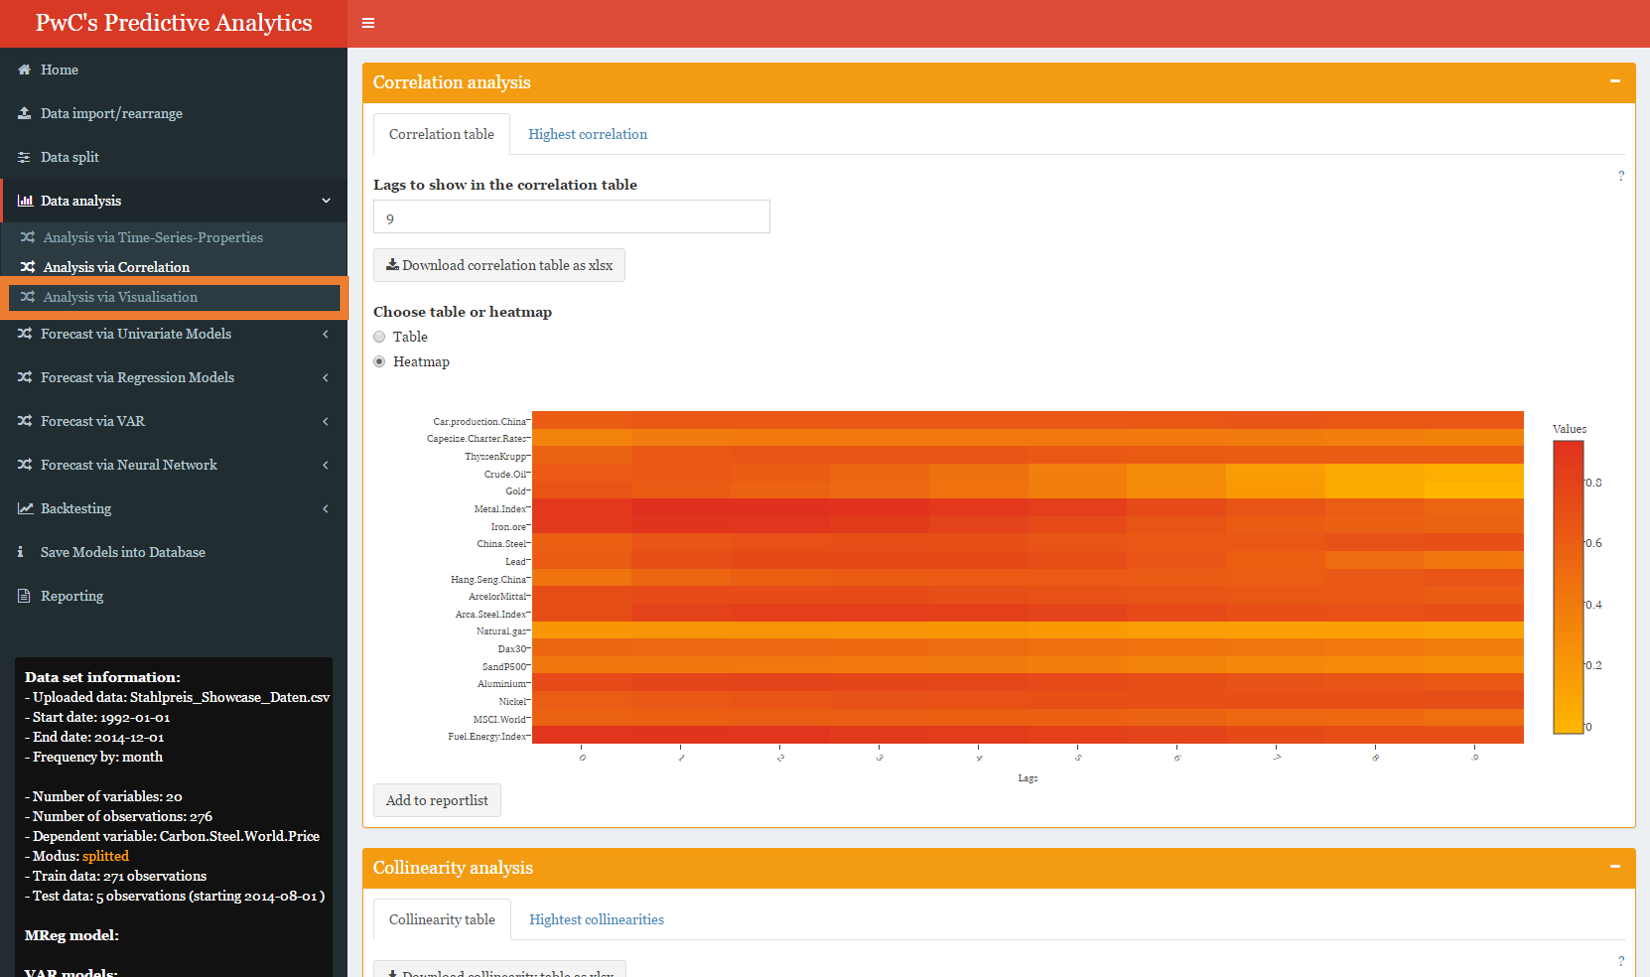 PwC's Predictive Analytics
Home
Data import/rearrange
Data split
Data analysis
Analysis via Time-Series-Properties
Analysis via Correlation
Analysis via Visualisation
Forecast via Univariate Models
Forecast via Regression Models
Forecast via VAR
Forecast via Neural Network
Backtesting
Save Models into Database
Reporting
Data set information:
- Uploaded data: Stahlpreis_Showcase_Daten.csv
- Start date: 1992-01-01
- End date: 2014-12-01
- Frequency by: month
- Number of variables: 20
- Number of observations: 276
- Dependent variable: Carbon.Steel.World.Price
- Modus: splitted
- Train data: 271 observations
- Test data: 5 observations (starting 2014-08-01 )
MReg model:
VAR models:
Correlation analysis
Correlation table
Highest correlation
Lags to show in the correlation table
?
9
Download correlation table as xlsx
Choose table or heatmap
Table
Heatmap
Car.production.China
Capesize.Charter.Rates
ThyssenKrupp
Crude.Oil
Gold
Metal.Index
Iron.ore
China.Steel
Lead
Hang.Seng.China
ArcelorMittal
Arca.Steel.Index
Natural.gas
Dax30
SandP500
Aluminium
Nickel
MSCI.World
Fuel.Energy.Index
0 1 2 3 4 5 6 7 8 9
Lags
Values
0.8
0.6
0.4
0.2
0
Add to reportlist
Collinearity analysis
Collinearity table
Hightest collinearities
?
Download collinearity table as xlsx